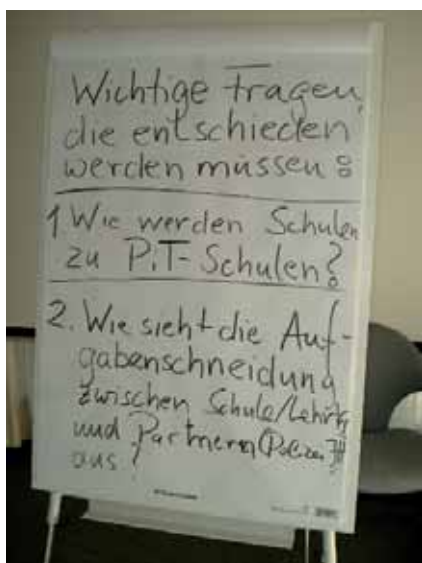 Wichtige Fragen,
die entschieden
werden müssen:
1 Wie werden Schulen
zu PiT-Schulen?
2. Wie sieht die Auf-
gabenschneidung
zwischen Schule/
und Partnern (Polizei,
aus?